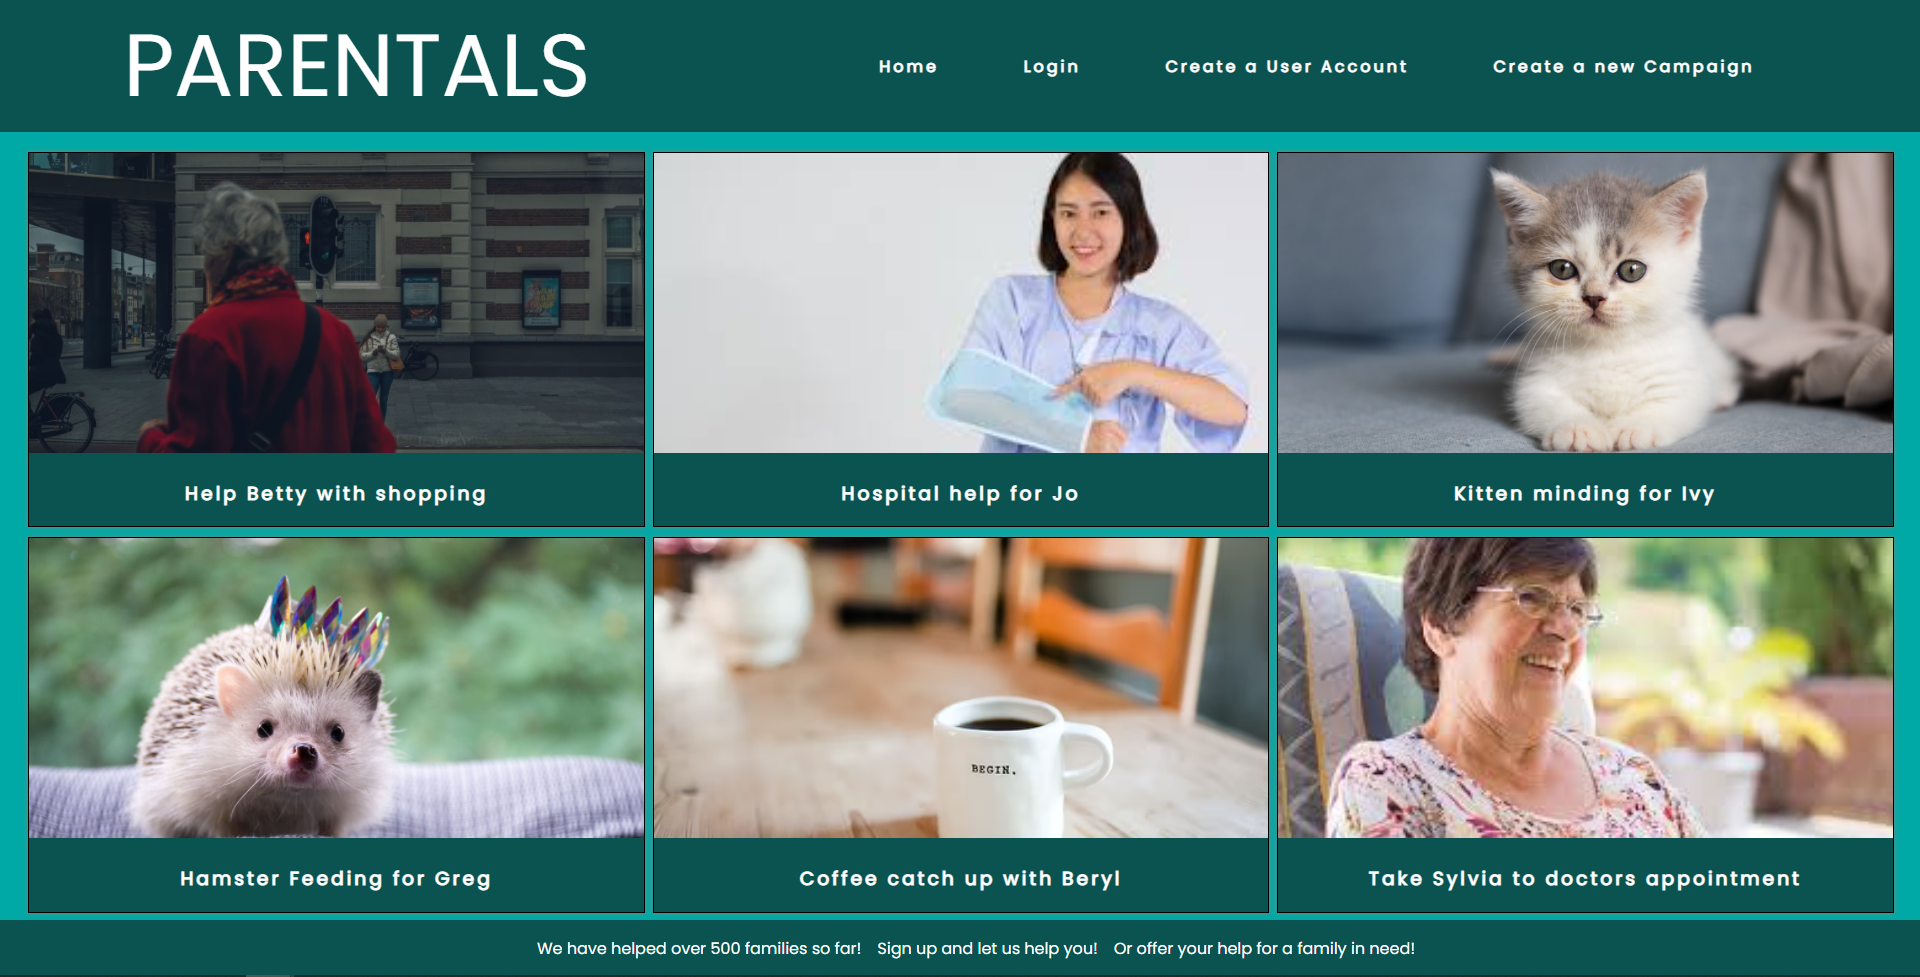 PARENTALS
Home Login Create a User Account Create a new Campaign
Help Betty with shopping
Hospital help for Jo
Kitten minding for Ivy
BEGIN.
Hamster Feeding for Greg
Coffee catch up with Beryl
Take Sylvia to doctors appointment
We have helped over 500 families so far! Sign up and let us help you! Or offer your help for a family in need!